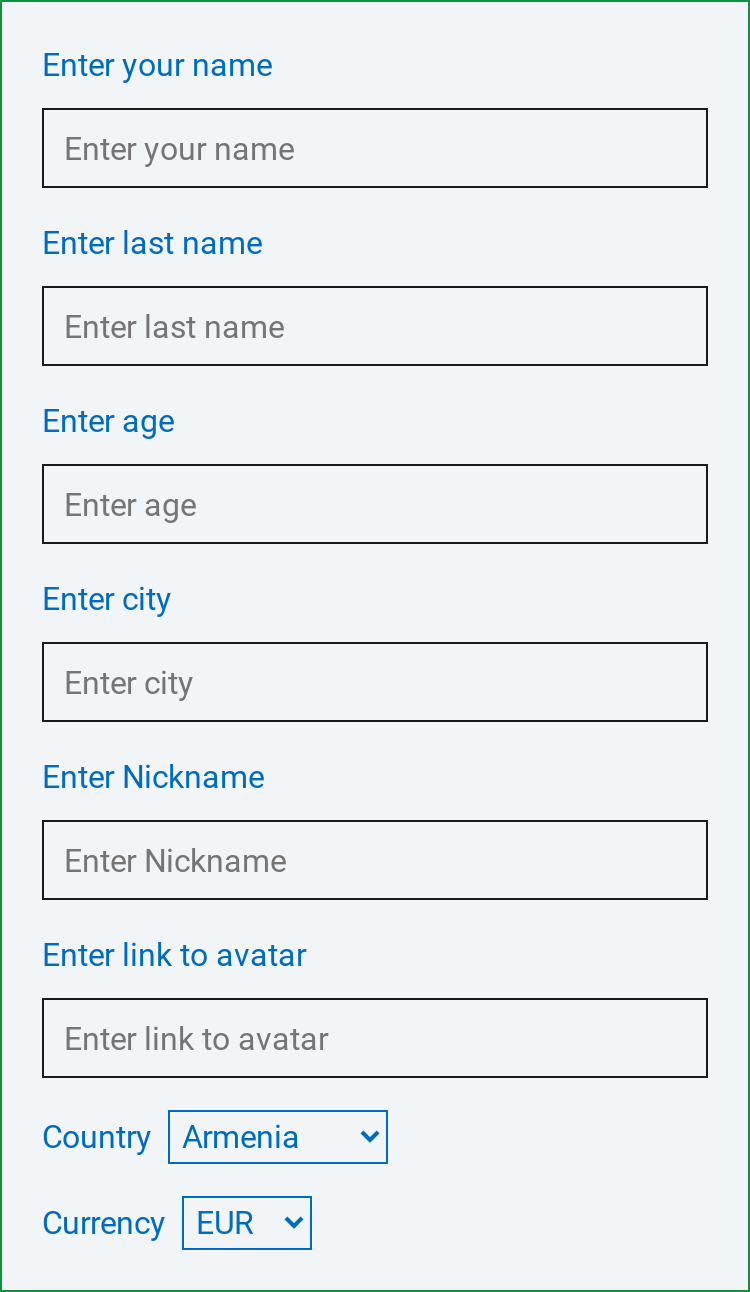 Enter your name
Enter your name
Enter last name
Enter last name
Enter age
Enter age
Enter city
Enter city
Enter Nickname
Enter Nickname
Enter link to avatar
Enter link to avatar
Country Armenia
Currency EUR